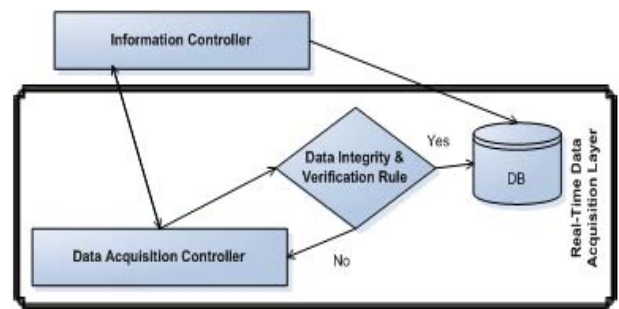 Information Controller
Data Integrity &
Verification Rule
Yes
DB
Real-Time Data
Acquisition Layer
Data Acquisition Controller
No